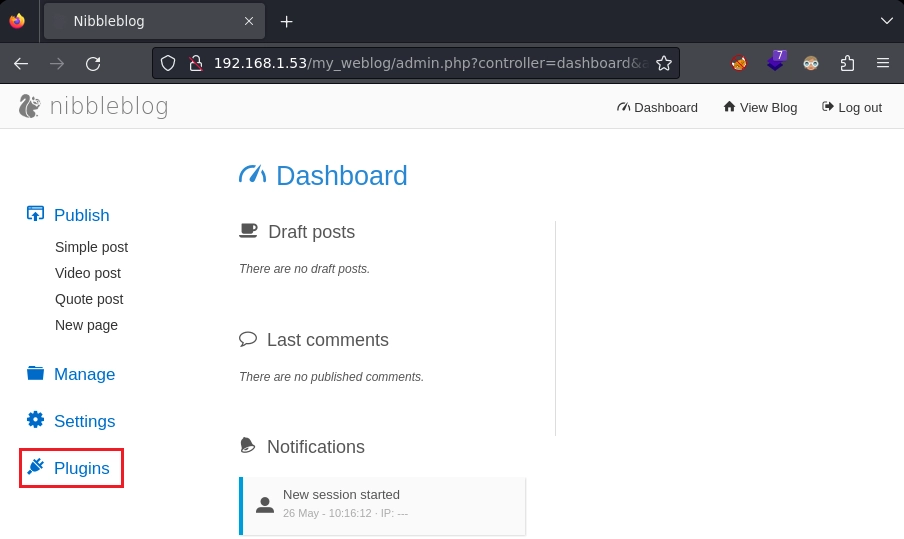 Nibbleblog
192.168.1.53/my_weblog/admin.php?controller=dashboard&a
7
nibbleblog
Dashboard
View Blog
Log out
Dashboard
Publish
Simple post
Video post
Quote post
New page
Manage
Settings
Plugins
Draft posts
There are no draft posts.
Last comments
There are no published comments.
Notifications
New session started
26 May - 10:16:12 · IP: ---